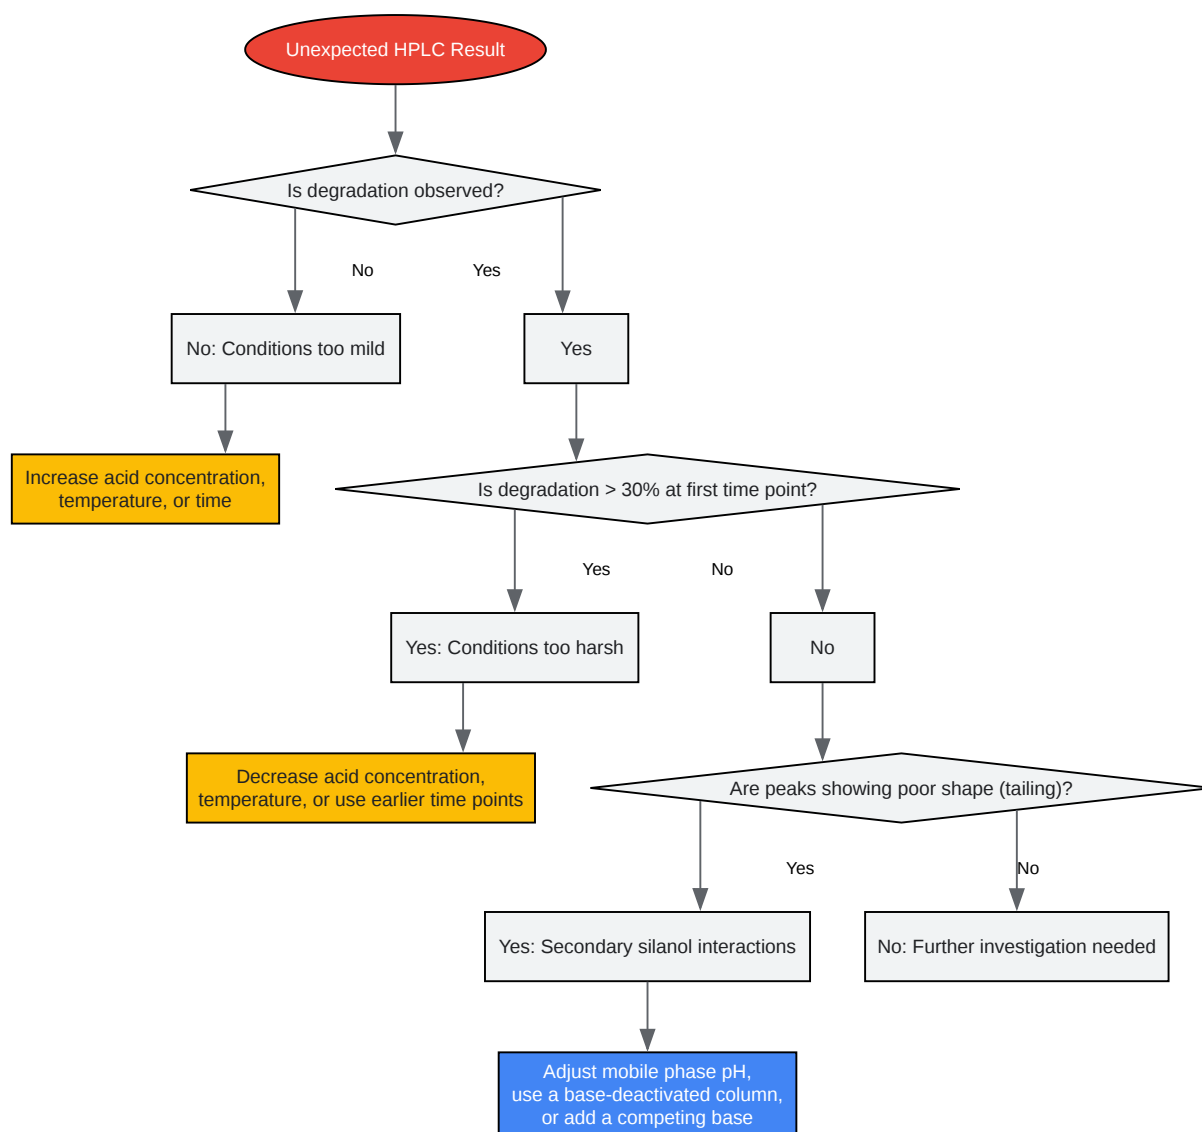 Unexpected HPLC Result
Is degradation observed?
No
Yes
No: Conditions too mild
Yes
Increase acid concentration,
temperature, or time
Is degradation > 30% at first time point?
Yes
No
Yes: Conditions too harsh
No
Decrease acid concentration,
temperature, or use earlier time points
Are peaks showing poor shape (tailing)?
Yes
No
Yes: Secondary silanol interactions
No: Further investigation needed
Adjust mobile phase pH,
use a base-deactivated column,
or add a competing base